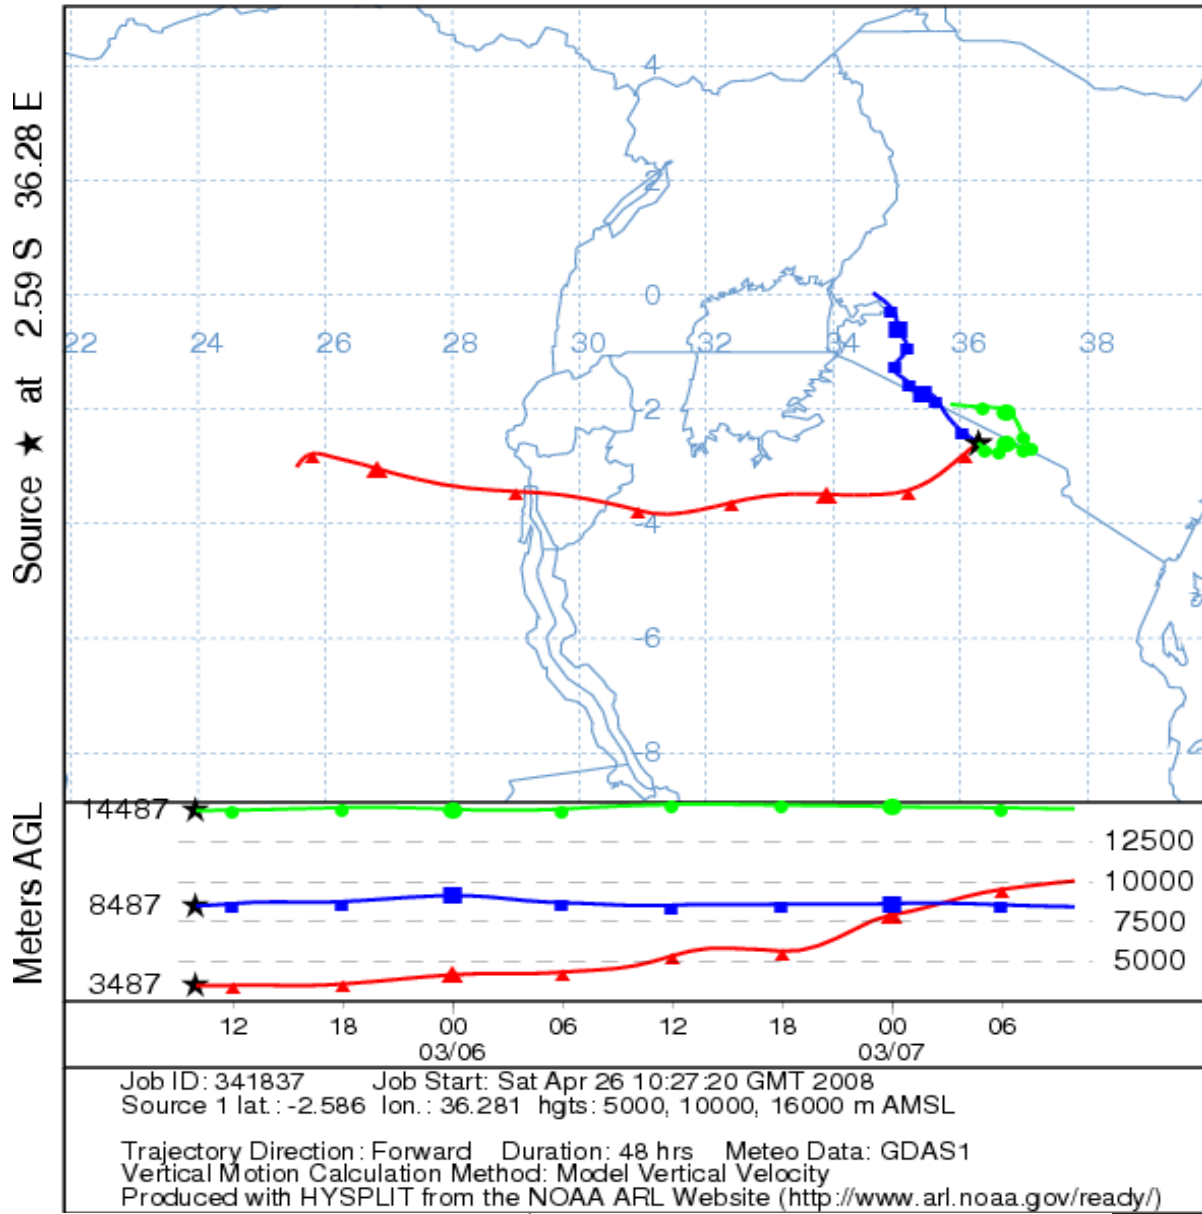 Source ★ at 2.59 S 36.28 E
4
2
0
22 24 26 28 30 32 34 36 38
-2
-4
-6
-8
Meters AGL
14487
8487
3487
12500
10000
7500
5000
12 18 00 06 12 18 00 06
03/06 03/07
Job ID: 341837 Job Start: Sat Apr 26 10:27:20 GMT 2008
Source 1 lat.: -2.586 lon.: 36.281 hgts: 5000, 10000, 16000 m AMSL
Trajectory Direction: Forward Duration: 48 hrs Meteo Data: GDAS1
Vertical Motion Calculation Method: Model Vertical Velocity
Produced with HYSPLIT from the NOAA ARL Website (http://www.arl.noaa.gov/ready/)